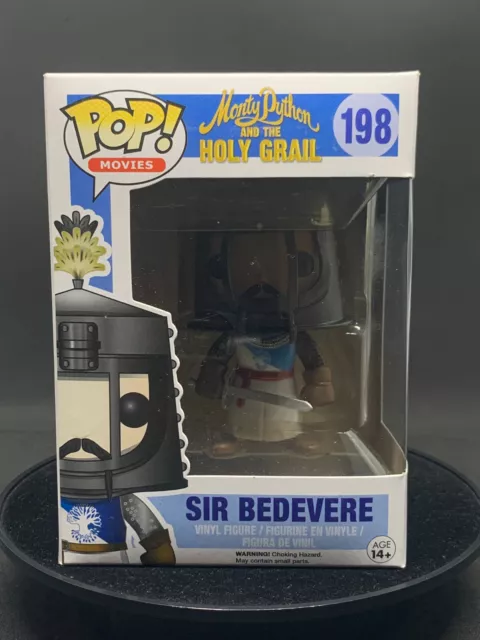 POP!
MOVIES
Monty Python
AND THE
HOLY GRAIL
198
SIR BEDEVERE
VINYL FIGURE / FIGURINE EN VINYLE /
FIGURA DE VINIL
WARNING! Choking Hazard.
May contain small parts.
AGE
14+